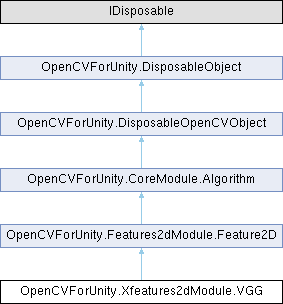 IDisposable
OpenCVForUnity.DisposableObject
OpenCVForUnity.DisposableOpenCVObject
OpenCVForUnity.CoreModule.Algorithm
OpenCVForUnity.Features2dModule.Feature2D
OpenCVForUnity.Xfeatures2dModule.VGG